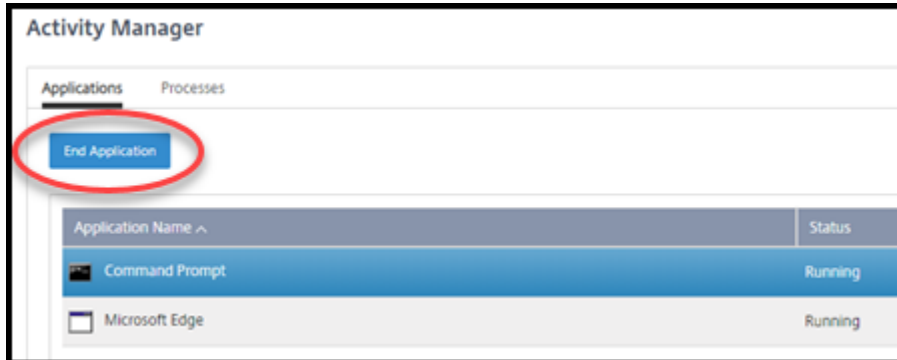 Activity Manager
Applications Processes
End Application
Application Name Status
Command Prompt Running
Microsoft Edge Running